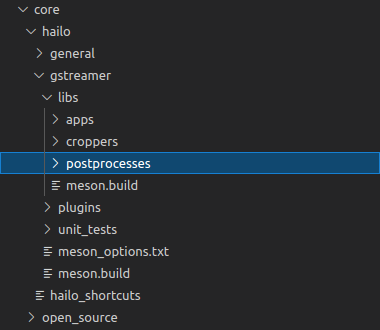 core
hailo
general
gstreamer
libs
apps
croppers
postprocesses
meson.build
plugins
unit_tests
meson_options.txt
meson.build
hailo_shortcuts
open_source